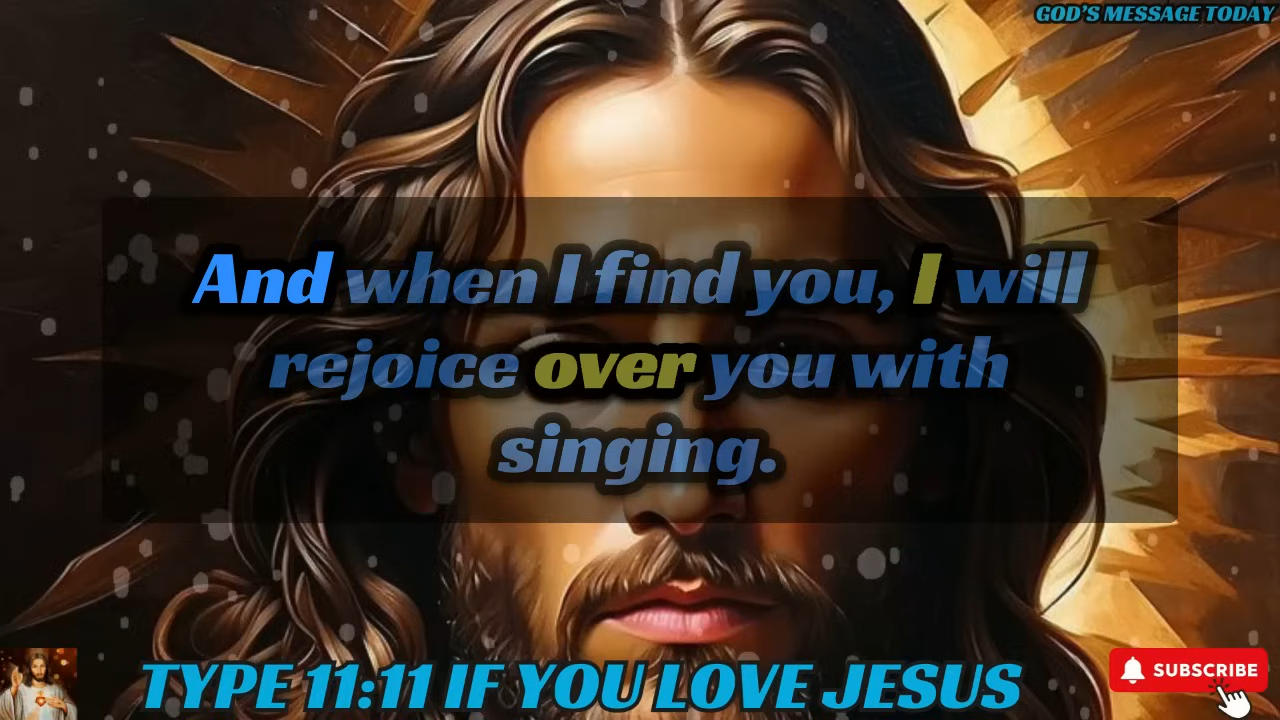 GOD'S MESSAGE TODAY
And when I find you, I will
rejoice over you with
singing.
TYPE 11:11 IF YOU LOVE JESUS
SUBSCRIBE